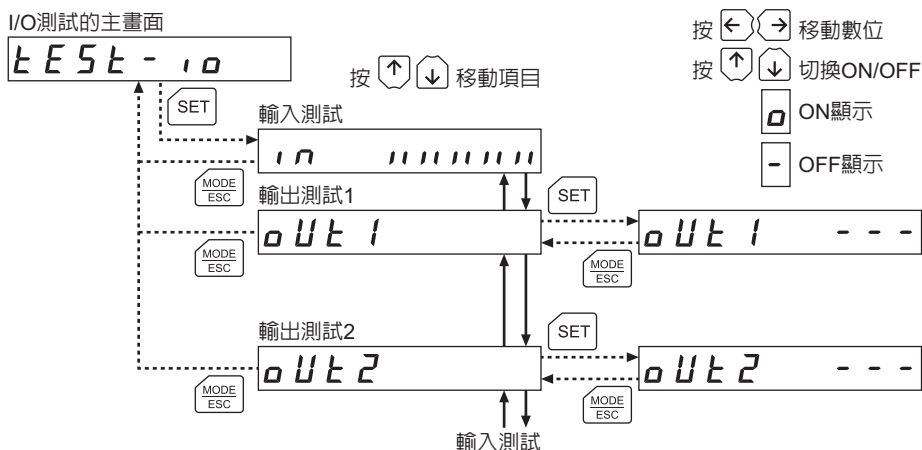 I/O測試的主畫面
tESt-io
SET
按 ↑ ↓ 移動項目
按 ← → 移動數位
按 ↑ ↓ 切換ON/OFF
o ON顯示
- OFF顯示
輸入測試
in ıııııııııı
MODE
ESC
輸出測試1
oUt1
SET
oUt1 ---
MODE
ESC
MODE
ESC
輸出測試2
oUt2
SET
oUt2 ---
MODE
ESC
MODE
ESC
輸入測試